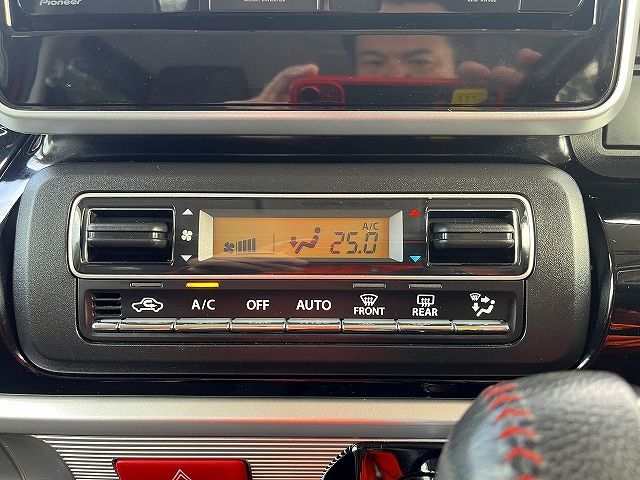 Pioneer
A/C
25.0
A/C OFF AUTO FRONT REAR